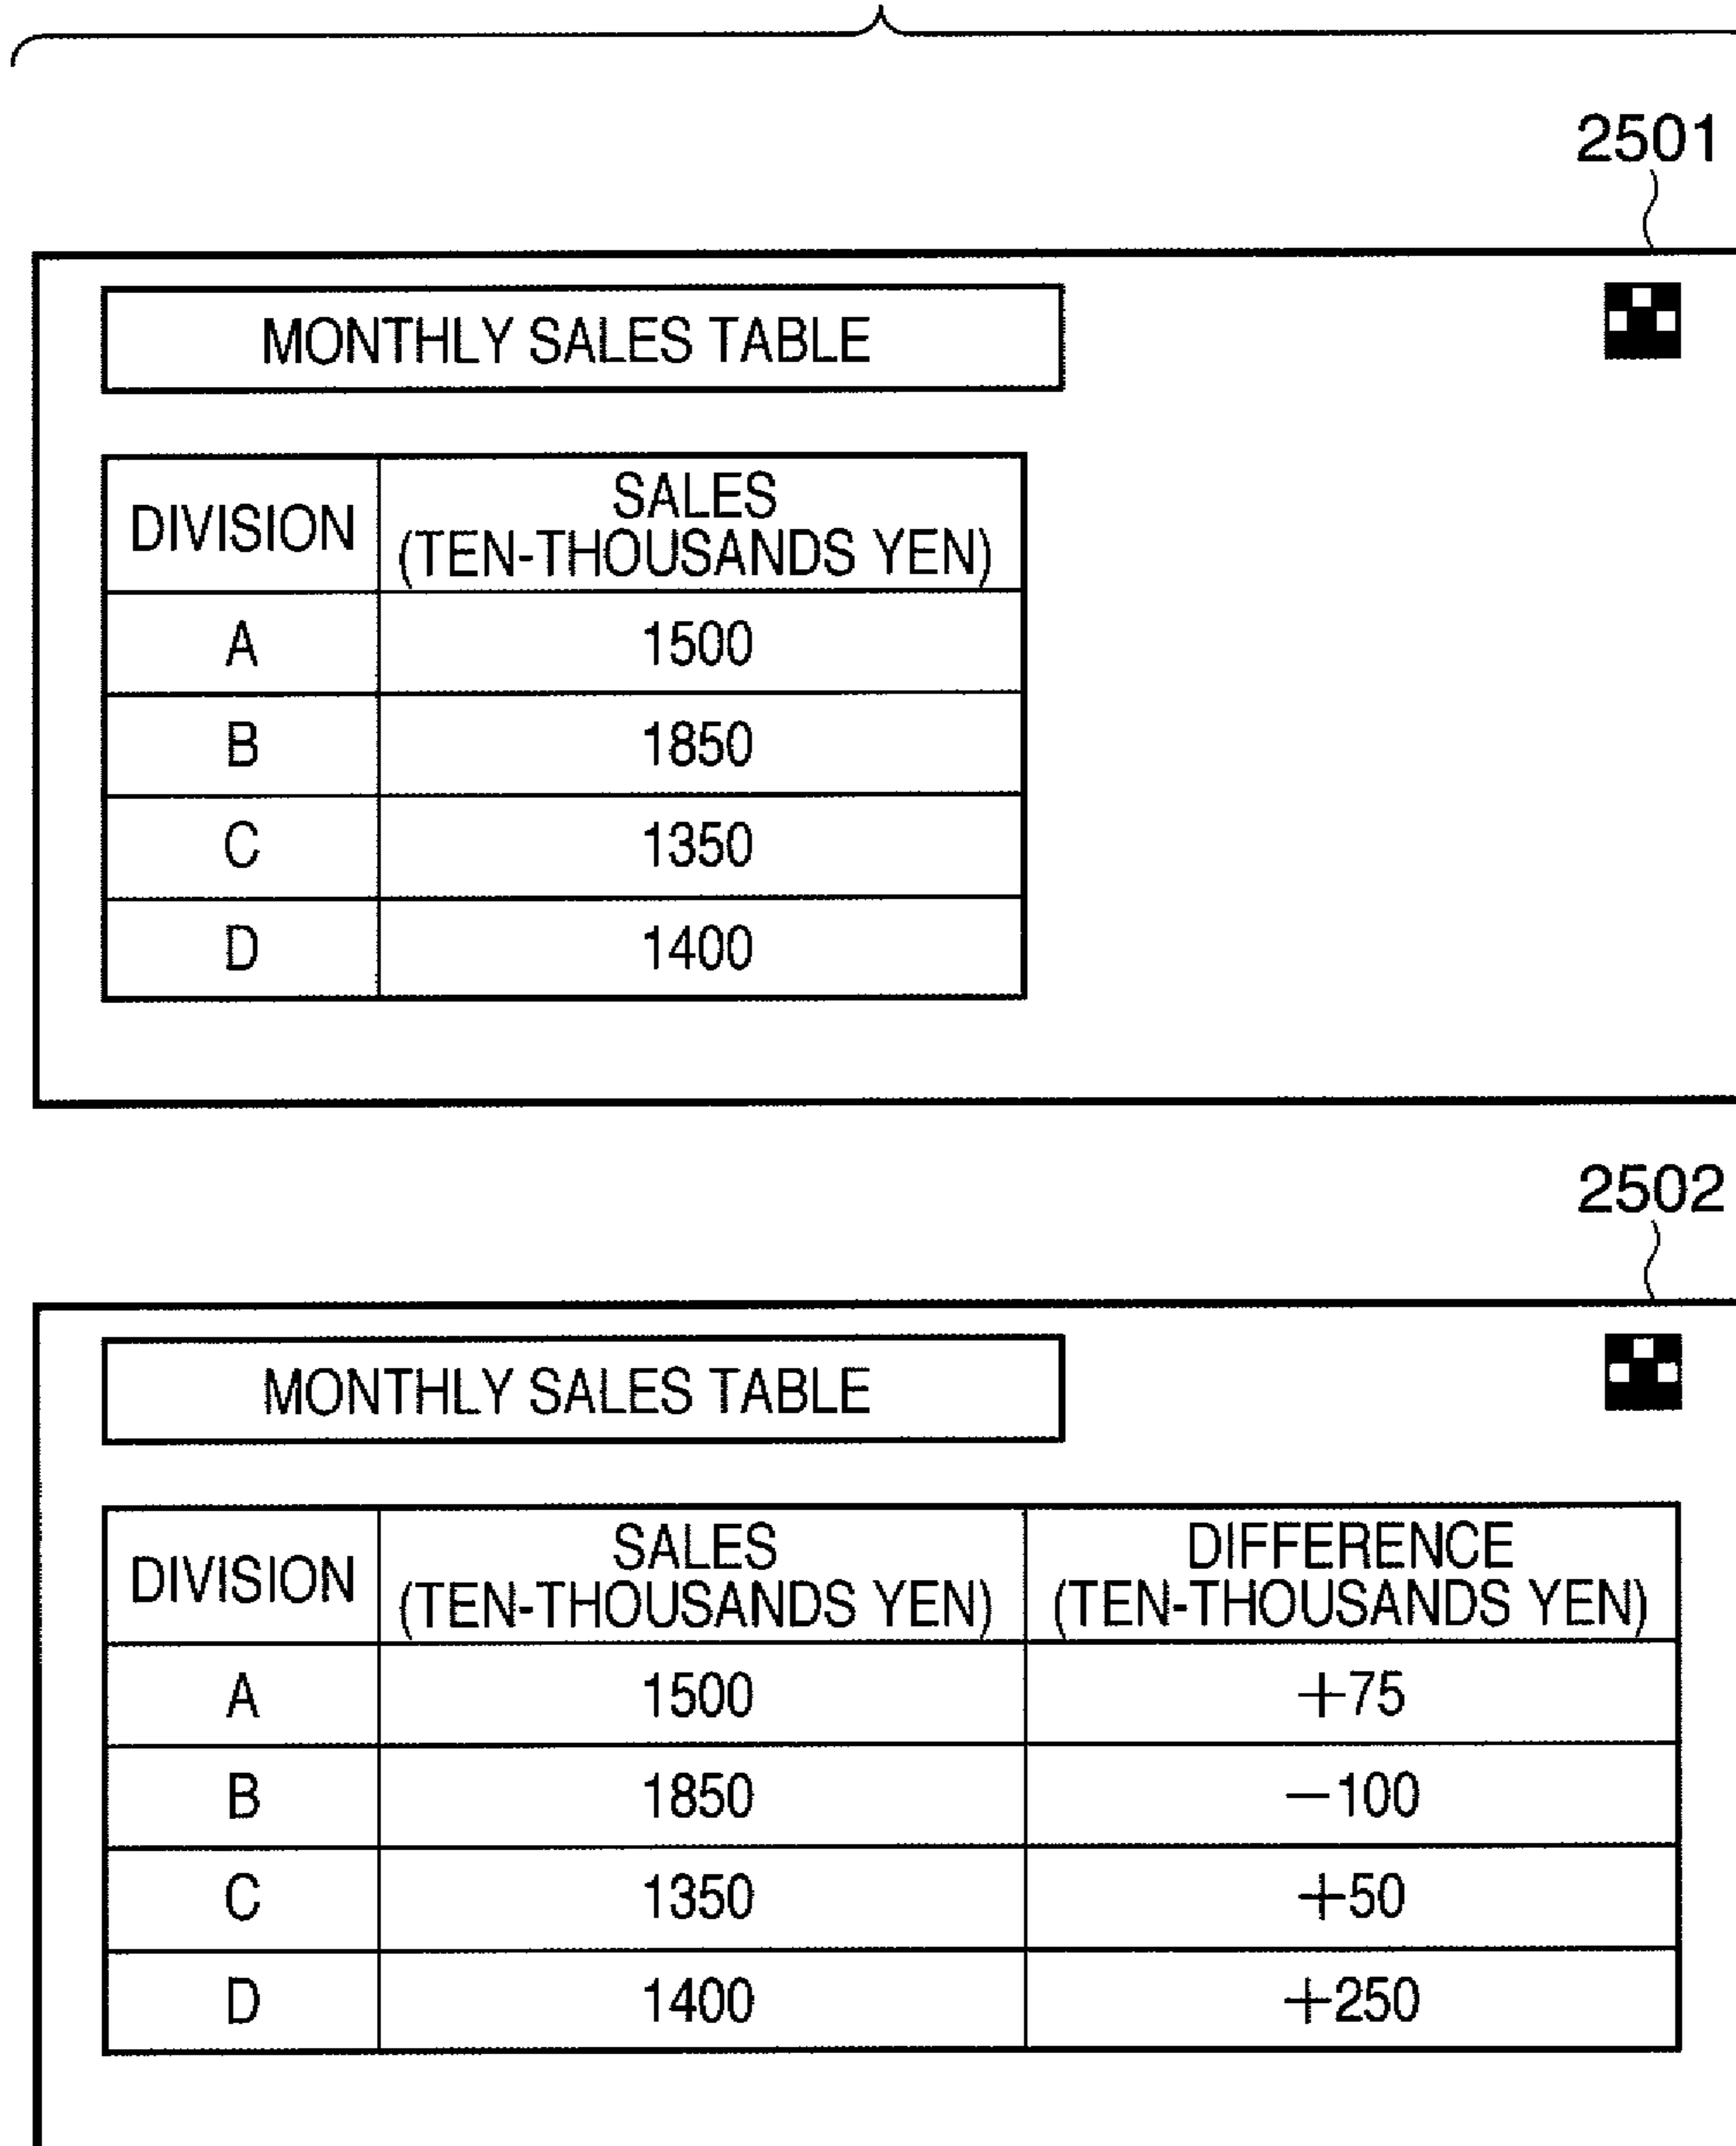 2501
MONTHLY SALES TABLE
DIVISION SALES (TEN-THOUSANDS YEN)
A 1500
B 1850
C 1350
D 1400
2502
MONTHLY SALES TABLE
DIVISION SALES (TEN-THOUSANDS YEN) DIFFERENCE (TEN-THOUSANDS YEN)
A 1500 +75
B 1850 −100
C 1350 +50
D 1400 +250